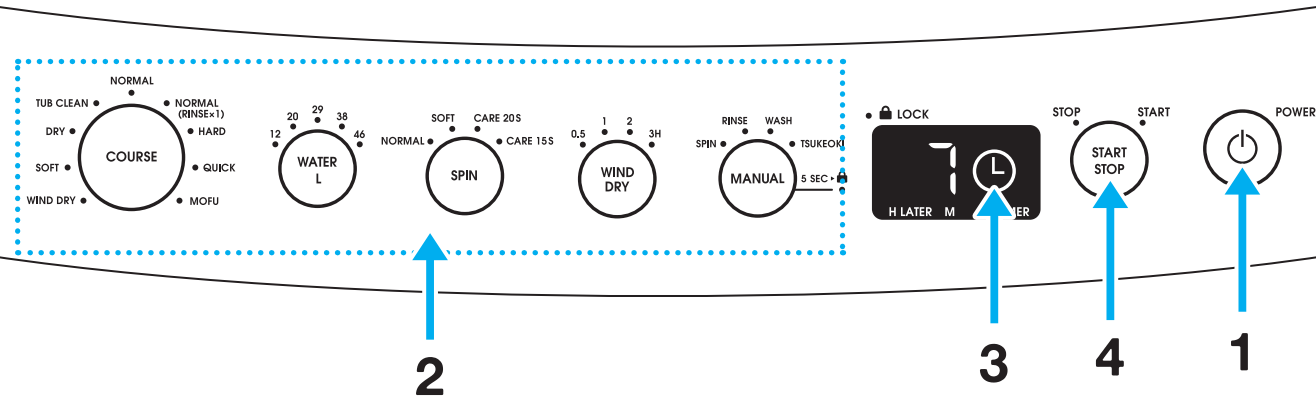 NORMAL
TUB CLEAN
NORMAL
(RINSE×1)
DRY
HARD
COURSE
SOFT
QUICK
WIND DRY
MOFU
12
20
29
38
46
WATER
L
NORMAL
SOFT
CARE 20S
CARE 15S
SPIN
0.5
1
2
3H
WIND
DRY
SPIN
RINSE
WASH
TSUKEOKI
MANUAL
5 SEC
LOCK
7
H LATER M
STOP
START
START
STOP
POWER
2
3
4
1